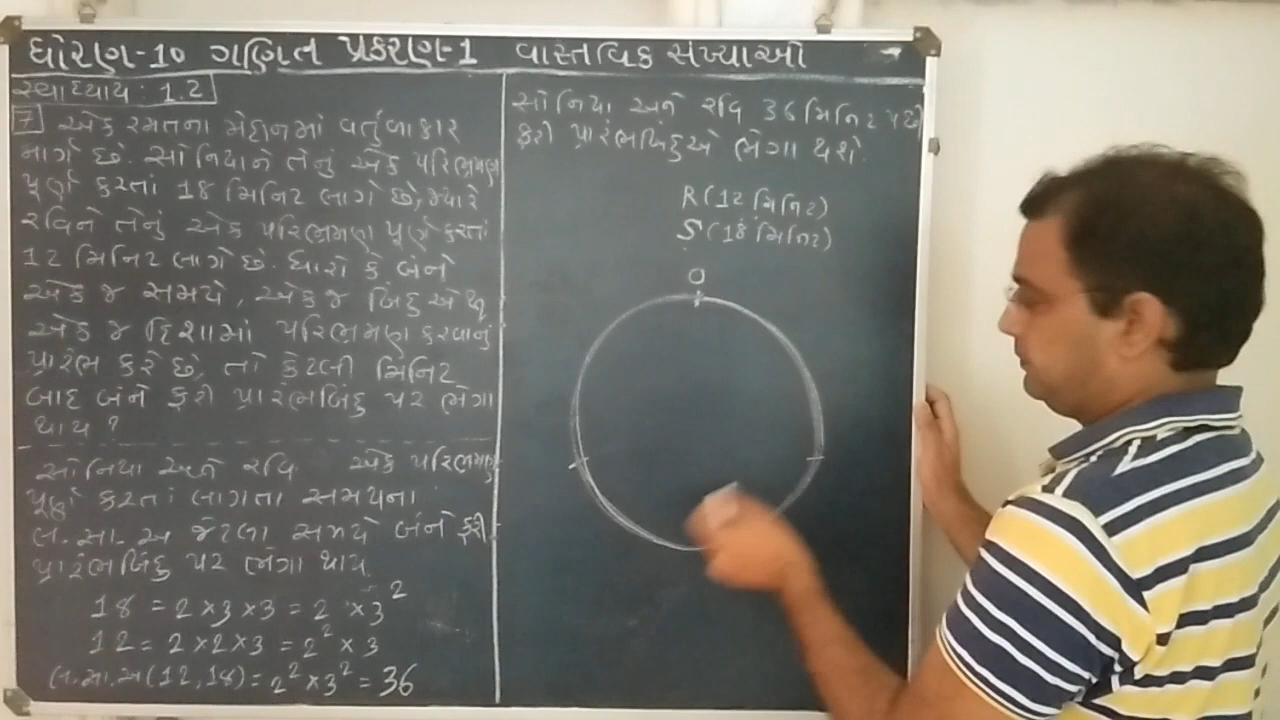 ધોરણ-10 ગણિત પ્રકરણ-1 વાસ્તવિક સંખ્યાઓ
સ્વાધ્યાય : 1.2
7 એક રમતના મેદાનમાં વર્તુળાકાર
માર્ગ છે. સોનિયાને તેનું એક પરિભ્રમણ
પૂર્ણ કરતાં 18 મિનિટ લાગે છે, જ્યારે
રવિને તેનું એક પરિભ્રમણ પૂર્ણ કરતાં
12 મિનિટ લાગે છે. ધારો કે બંને
એક જ સમયે, એક જ બિંદુએથી
એક જ દિશામાં પરિભ્રમણ કરવાનું
પ્રારંભ કરે છે, તો કેટલી મિનિટ
બાદ બંને ફરી પ્રારંભબિંદુ પર ભેગા
થાય ?
સોનિયા અને રવિ એક પરિભ્રમણ
પૂર્ણ કરતાં લાગતા સમયના
લ.સા.અ જેટલા સમયે બંને ફરી
પ્રારંભબિંદુ પર ભેગા થાય.
18 = 2×3×3 = 2 ×3²
12 = 2×2×3 = 2² × 3
લ.સા.અ(12,18) = 2² ×3² = 36
સોનિયા અને રવિ 36 મિનિટ પછી
ફરી પ્રારંભબિંદુએ ભેગા થશે.
R(12 મિનિટ)
S(18 મિનિટ)
O